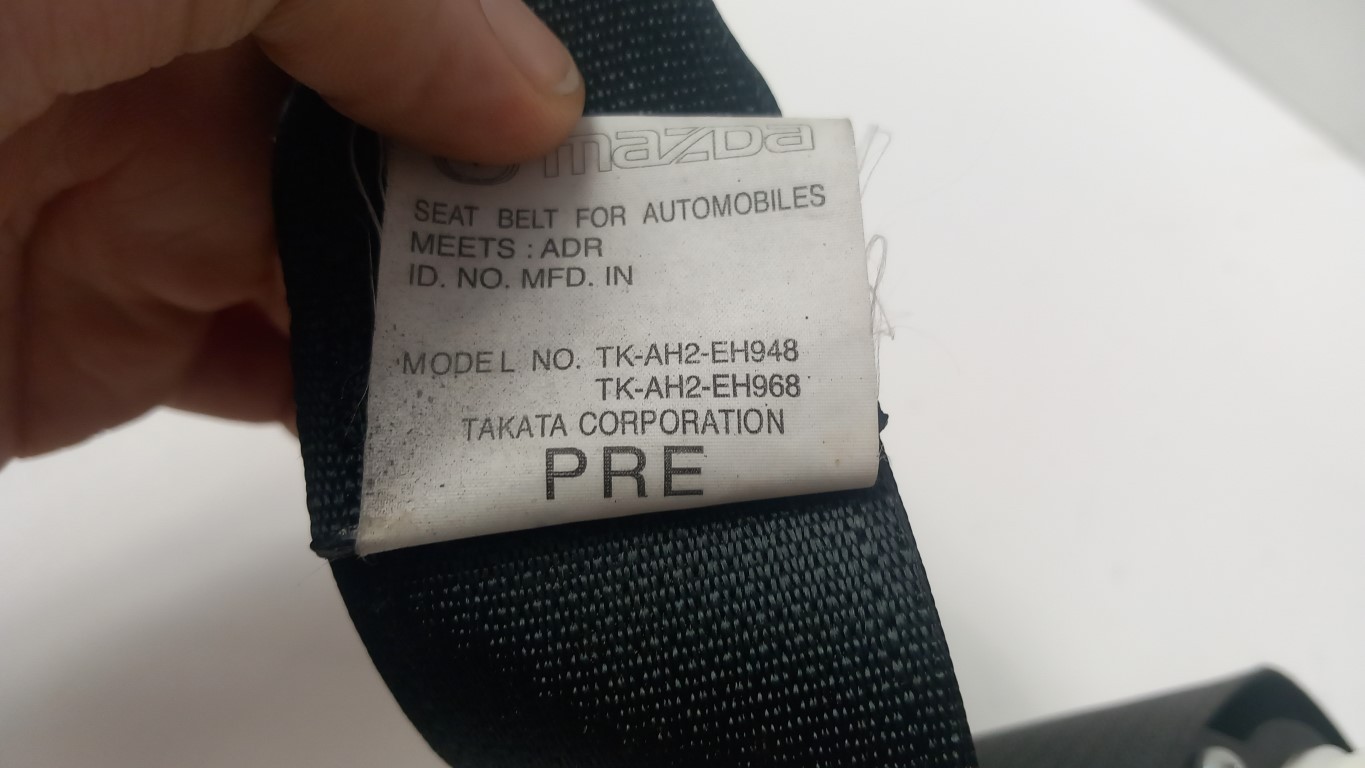 mazda
SEAT BELT FOR AUTOMOBILES
MEETS : ADR
ID. NO. MFD. IN
MODEL NO. TK-AH2-EH948
TK-AH2-EH968
TAKATA CORPORATION
PRE